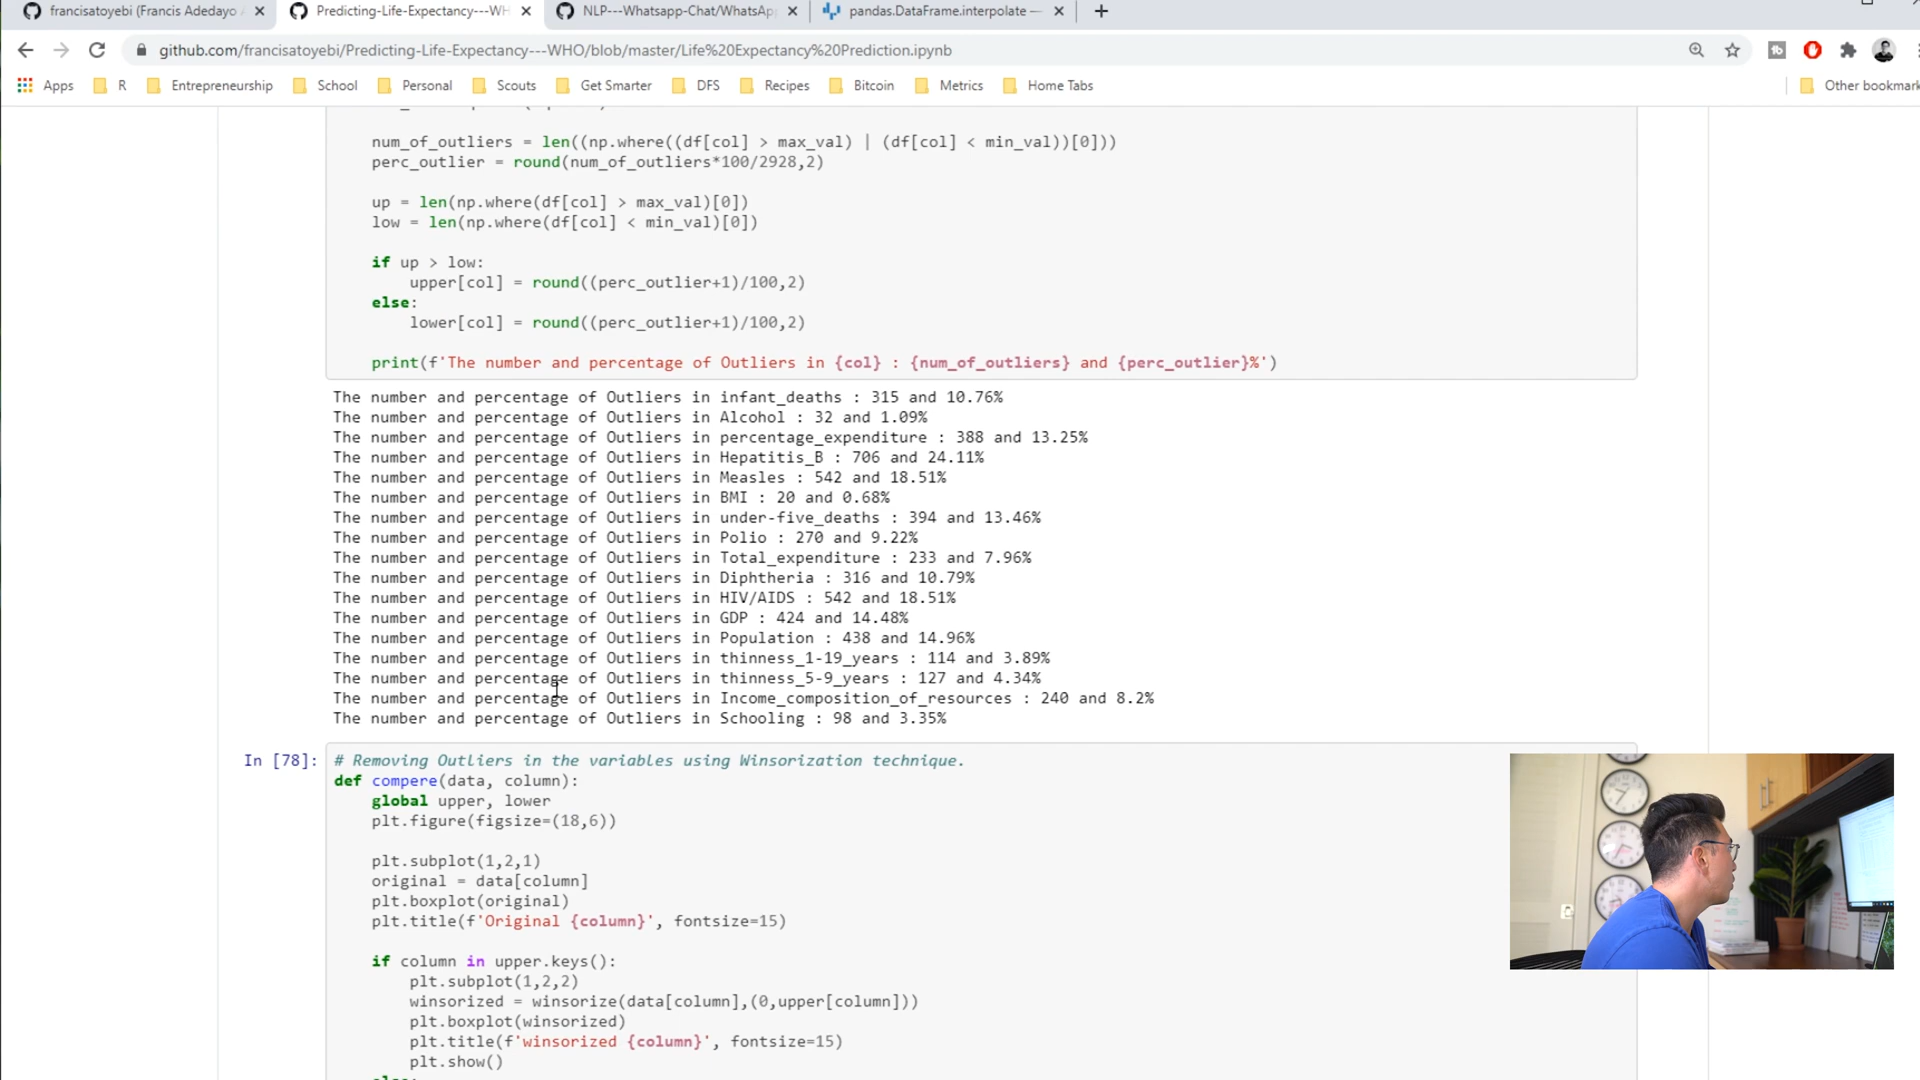 francisatoyebi (Francis Adedayo
Predicting-Life-Expectancy---WH
NLP---Whatsapp-Chat/WhatsAp
pandas.DataFrame.interpolate —
github.com/francisatoyebi/Predicting-Life-Expectancy---WHO/blob/master/Life%20Expectancy%20Prediction.ipynb
Apps R Entrepreneurship School Personal Scouts Get Smarter DFS Recipes Bitcoin Metrics Home Tabs Other bookmark
num_of_outliers = len((np.where((df[col] > max_val) | (df[col] < min_val))[0]))
perc_outlier = round(num_of_outliers*100/2928,2)
up = len(np.where(df[col] > max_val)[0])
low = len(np.where(df[col] < min_val)[0])
if up > low:
upper[col] = round((perc_outlier+1)/100,2)
else:
lower[col] = round((perc_outlier+1)/100,2)
print(f'The number and percentage of Outliers in {col} : {num_of_outliers} and {perc_outlier}%')
The number and percentage of Outliers in infant_deaths : 315 and 10.76%
The number and percentage of Outliers in Alcohol : 32 and 1.09%
The number and percentage of Outliers in percentage_expenditure : 388 and 13.25%
The number and percentage of Outliers in Hepatitis_B : 706 and 24.11%
The number and percentage of Outliers in Measles : 542 and 18.51%
The number and percentage of Outliers in BMI : 20 and 0.68%
The number and percentage of Outliers in under-five_deaths : 394 and 13.46%
The number and percentage of Outliers in Polio : 270 and 9.22%
The number and percentage of Outliers in Total_expenditure : 233 and 7.96%
The number and percentage of Outliers in Diphtheria : 316 and 10.79%
The number and percentage of Outliers in HIV/AIDS : 542 and 18.51%
The number and percentage of Outliers in GDP : 424 and 14.48%
The number and percentage of Outliers in Population : 438 and 14.96%
The number and percentage of Outliers in thinness_1-19_years : 114 and 3.89%
The number and percentage of Outliers in thinness_5-9_years : 127 and 4.34%
The number and percentage of Outliers in Income_composition_of_resources : 240 and 8.2%
The number and percentage of Outliers in Schooling : 98 and 3.35%
In [78]: # Removing Outliers in the variables using Winsorization technique.
def compere(data, column):
global upper, lower
plt.figure(figsize=(18,6))
plt.subplot(1,2,1)
original = data[column]
plt.boxplot(original)
plt.title(f'Original {column}', fontsize=15)
if column in upper.keys():
plt.subplot(1,2,2)
winsorized = winsorize(data[column],(0,upper[column]))
plt.boxplot(winsorized)
plt.title(f'winsorized {column}', fontsize=15)
plt.show()